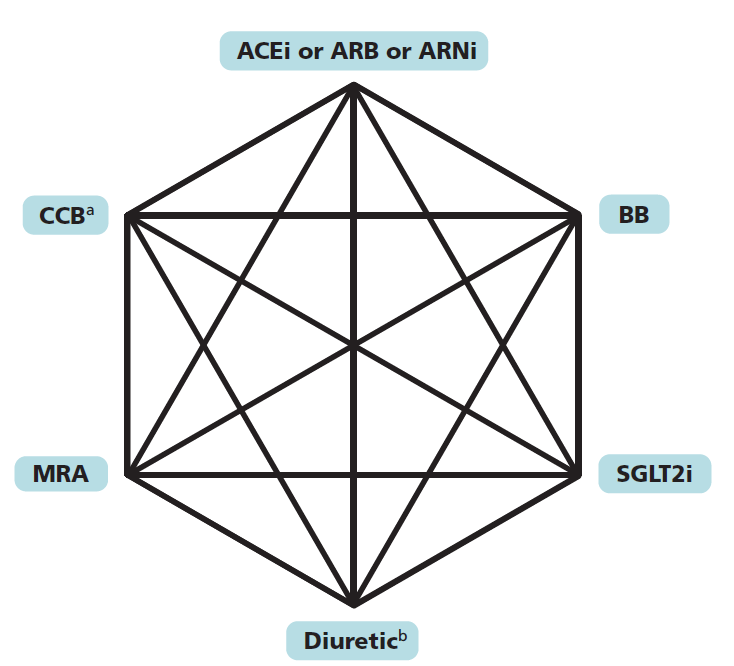 ACEi or ARB or ARNi
CCBᵃ
BB
MRA
SGLT2i
Diureticᵇ